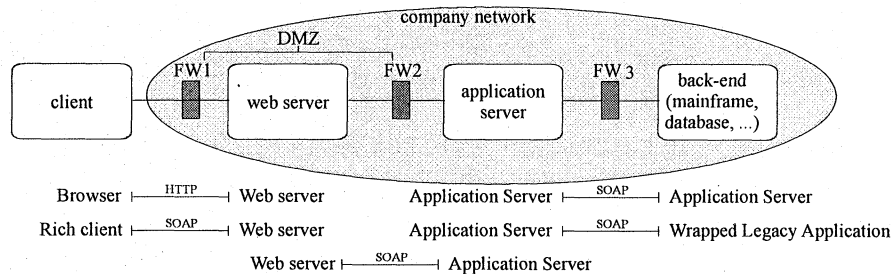 company network
DMZ
FW1
FW2
FW 3
client
web server
application
server
back-end
(mainframe,
database, ...)
Browser HTTP Web server Application Server SOAP Application Server
Rich client SOAP Web server Application Server SOAP Wrapped Legacy Application
Web server SOAP Application Server